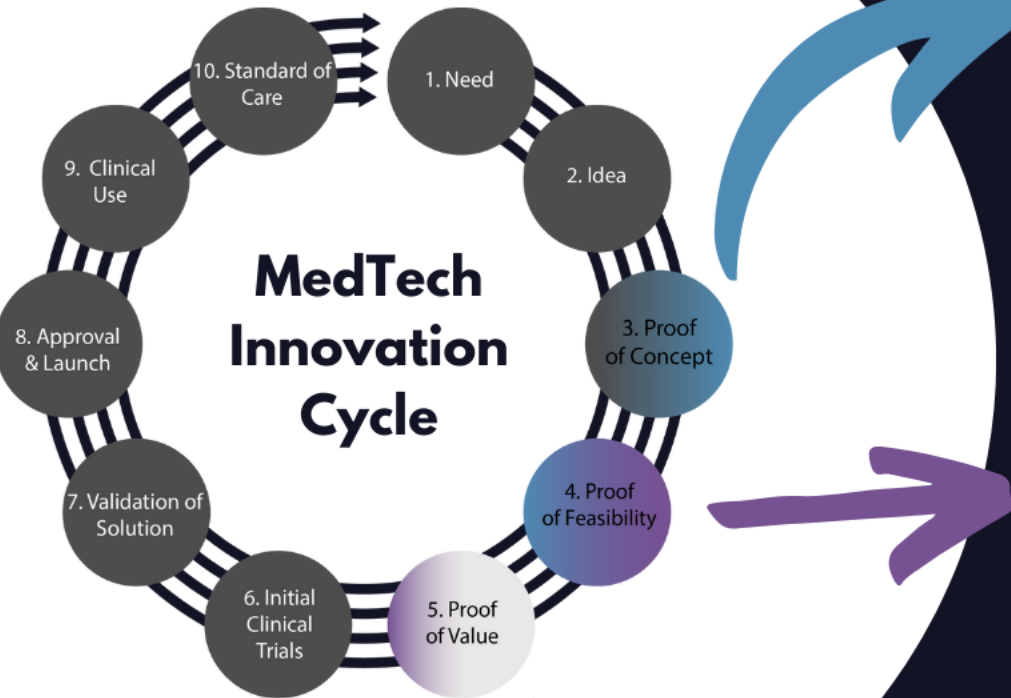 1. Need
2. Idea
3. Proof
of Concept
4. Proof
of Feasibility
5. Proof
of Value
6. Initial
Clinical
Trials
7. Validation of
Solution
8. Approval
& Launch
9. Clinical
Use
10. Standard of
Care
MedTech
Innovation
Cycle